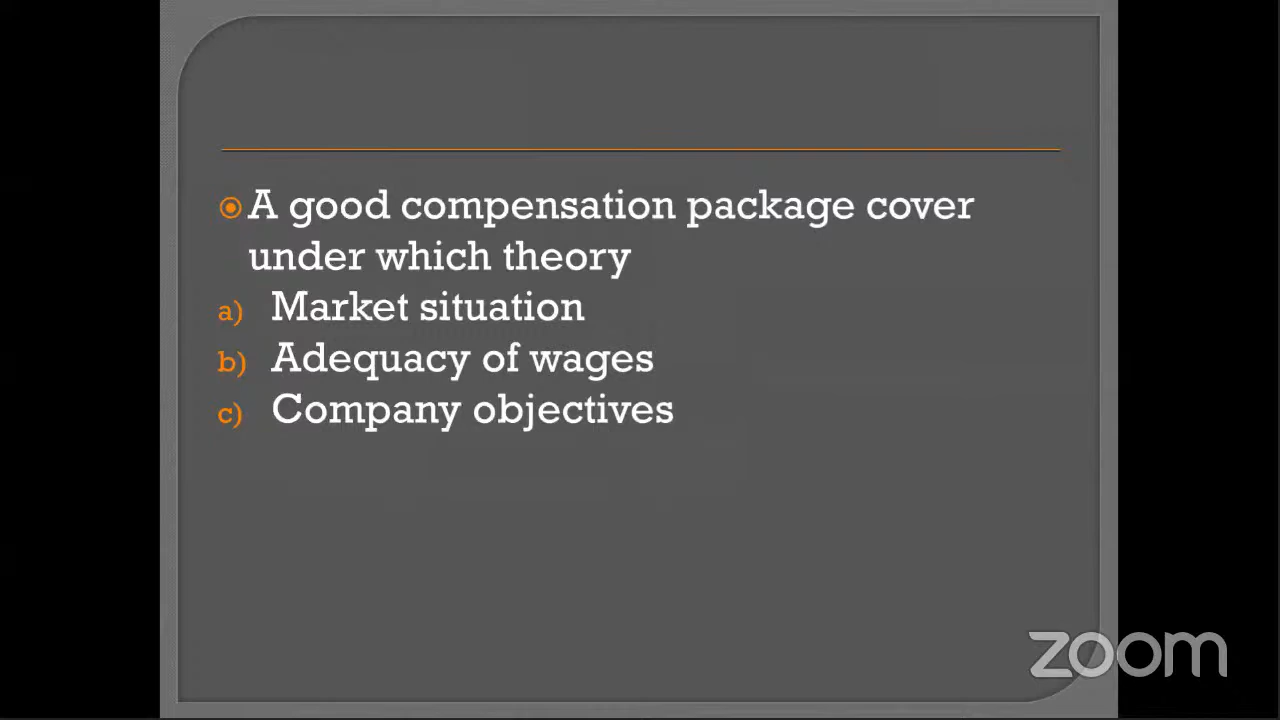 A good compensation package cover
under which theory
a) Market situation
b) Adequacy of wages
c) Company objectives
zoom